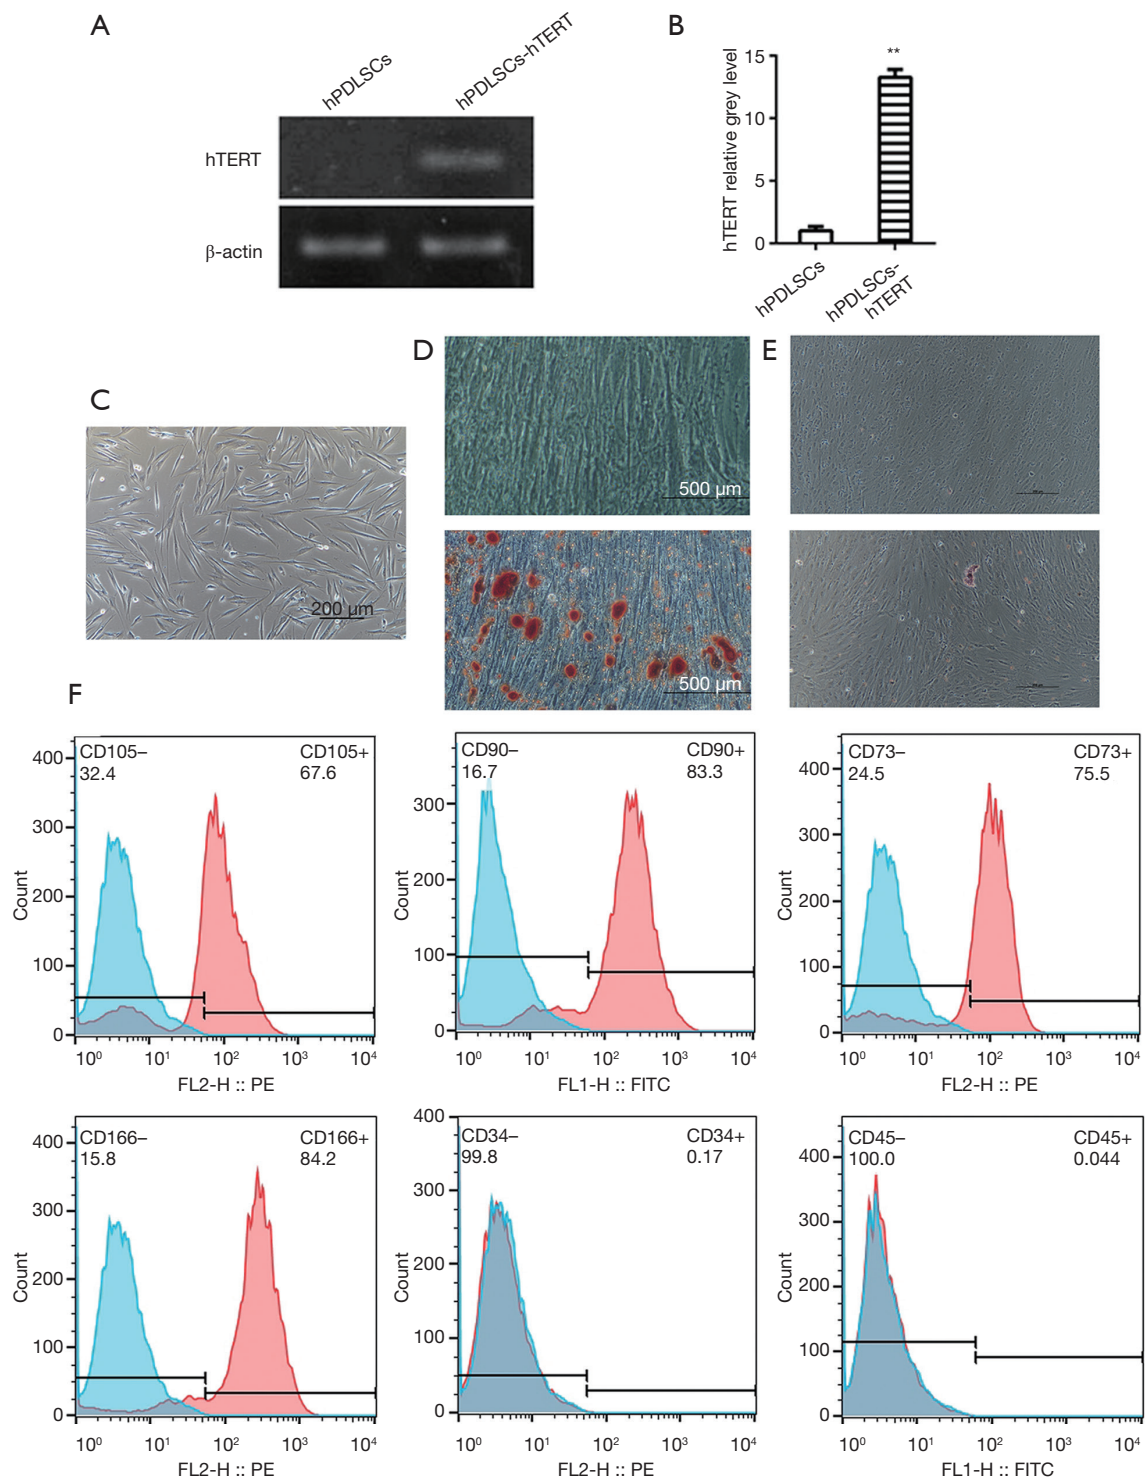 A
hPDLSCs
hPDLSCs-hTERT
hTERT
β-actin
B
hTERT relative grey level
15
10
5
0
**
hPDLSCs
hPDLSCs-
hTERT
C
200 µm
D
500 µm
500 µm
E
F
CD105–
32.4
CD105+
67.6
400
300
200
100
0
Count
10⁰
10¹
10²
10³
10⁴
FL2-H :: PE
CD90–
16.7
CD90+
83.3
300
200
100
0
Count
10⁰
10¹
10²
10³
10⁴
FL1-H :: FITC
CD73–
24.5
CD73+
75.5
400
300
200
100
0
Count
10⁰
10¹
10²
10³
10⁴
FL2-H :: PE
CD166–
15.8
CD166+
84.2
400
300
200
100
0
Count
10⁰
10¹
10²
10³
10⁴
FL2-H :: PE
CD34–
99.8
CD34+
0.17
400
300
200
100
0
Count
10⁰
10¹
10²
10³
10⁴
FL2-H :: PE
CD45–
100.0
CD45+
0.044
400
300
200
100
0
Count
10⁰
10¹
10²
10³
10⁴
FL1-H :: FITC